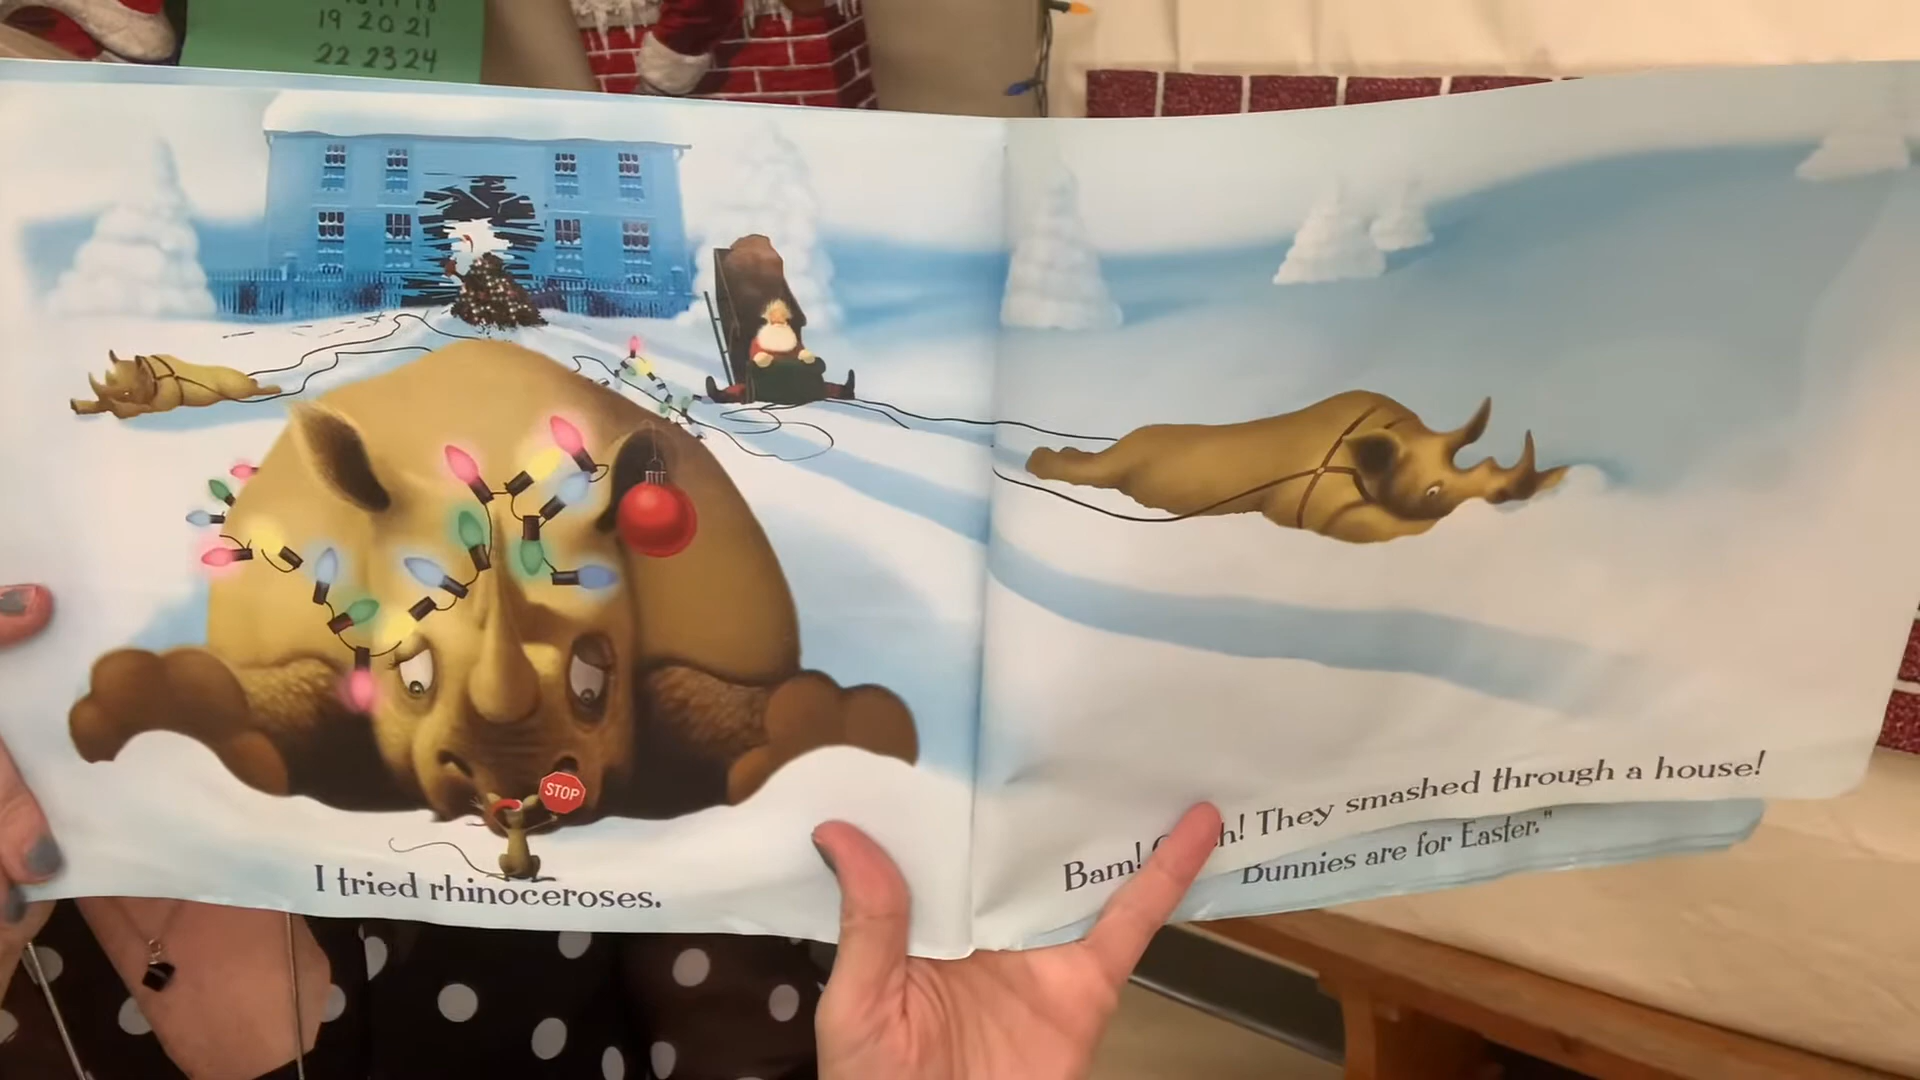 19 20 21
22 23 24
STOP
I tried rhinoceroses.
Bam! They smashed through a house!
Bunnies are for Easter."